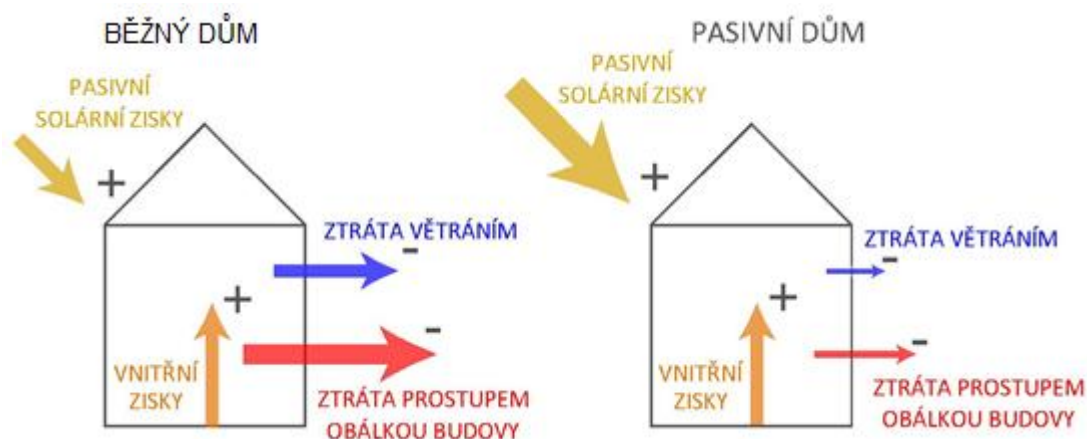 BĚŽNÝ DŮM
PASIVNÍ
SOLÁRNÍ ZISKY
+
ZTRÁTA VĚTRÁNÍM
-
+
-
VNITŘNÍ
ZISKY
ZTRÁTA PROSTUPEM
OBÁLKOU BUDOVY
PASIVNÍ DŮM
PASIVNÍ
SOLÁRNÍ ZISKY
+
ZTRÁTA VĚTRÁNÍM
-
+
-
VNITŘNÍ
ZISKY
ZTRÁTA PROSTUPEM
OBÁLKOU BUDOVY